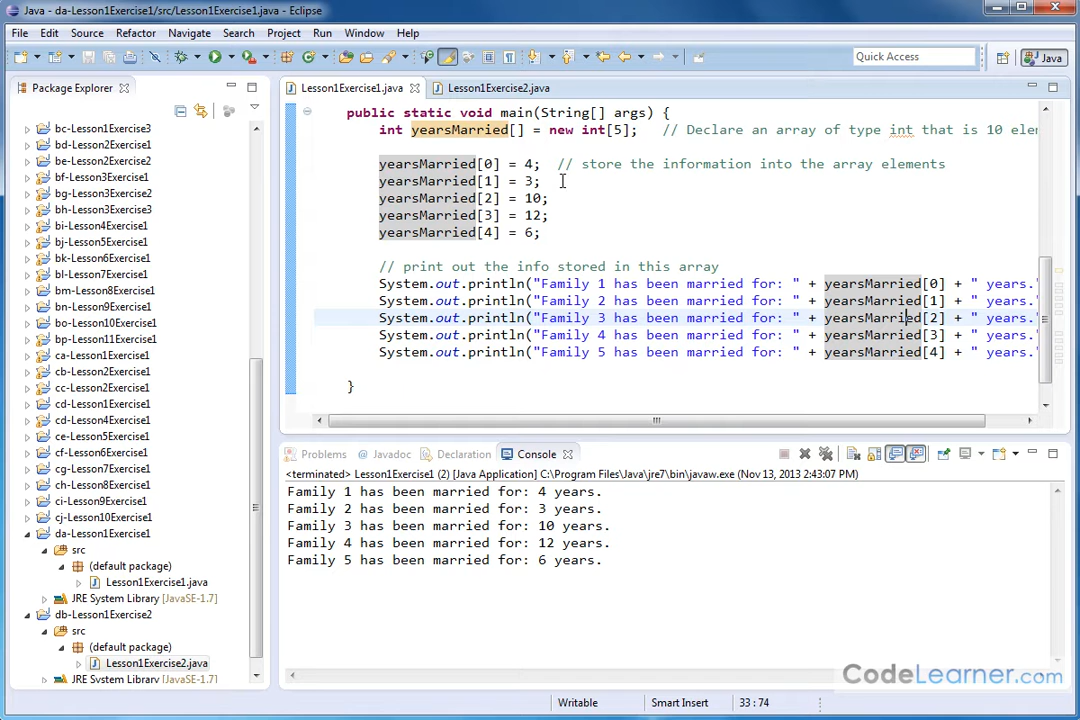 Java - da-Lesson1Exercise1/src/Lesson1Exercise1.java - Eclipse
File Edit Source Refactor Navigate Search Project Run Window Help
Quick Access
Java
Package Explorer
Lesson1Exercise1.java
Lesson1Exercise2.java
bc-Lesson1Exercise3
bd-Lesson2Exercise1
be-Lesson2Exercise2
bf-Lesson3Exercise1
bg-Lesson3Exercise2
bh-Lesson3Exercise3
bi-Lesson4Exercise1
bj-Lesson5Exercise1
bk-Lesson6Exercise1
bl-Lesson7Exercise1
bm-Lesson8Exercise1
bn-Lesson9Exercise1
bo-Lesson10Exercise1
bp-Lesson11Exercise1
ca-Lesson1Exercise1
cb-Lesson2Exercise1
cc-Lesson2Exercise2
cd-Lesson3Exercise1
cd-Lesson4Exercise1
ce-Lesson5Exercise1
cf-Lesson6Exercise1
cg-Lesson7Exercise1
ch-Lesson8Exercise1
ci-Lesson9Exercise1
cj-Lesson10Exercise1
da-Lesson1Exercise1
src
(default package)
Lesson1Exercise1.java
JRE System Library [JavaSE-1.7]
db-Lesson1Exercise2
src
(default package)
Lesson1Exercise2.java
JRE System Library [JavaSE-1.7]
public static void main(String[] args) {
int yearsMarried[] = new int[5]; // Declare an array of type int that is 10 elem
yearsMarried[0] = 4; // store the information into the array elements
yearsMarried[1] = 3;
yearsMarried[2] = 10;
yearsMarried[3] = 12;
yearsMarried[4] = 6;
// print out the info stored in this array
System.out.println("Family 1 has been married for: " + yearsMarried[0] + " years."
System.out.println("Family 2 has been married for: " + yearsMarried[1] + " years."
System.out.println("Family 3 has been married for: " + yearsMarried[2] + " years."
System.out.println("Family 4 has been married for: " + yearsMarried[3] + " years."
System.out.println("Family 5 has been married for: " + yearsMarried[4] + " years."
}
Problems @ Javadoc Declaration Console
<terminated> Lesson1Exercise1 (2) [Java Application] C:\Program Files\Java\jre7\bin\javaw.exe (Nov 13, 2013 2:43:07 PM)
Family 1 has been married for: 4 years.
Family 2 has been married for: 3 years.
Family 3 has been married for: 10 years.
Family 4 has been married for: 12 years.
Family 5 has been married for: 6 years.
CodeLearner.com
Writable Smart Insert 33 : 74